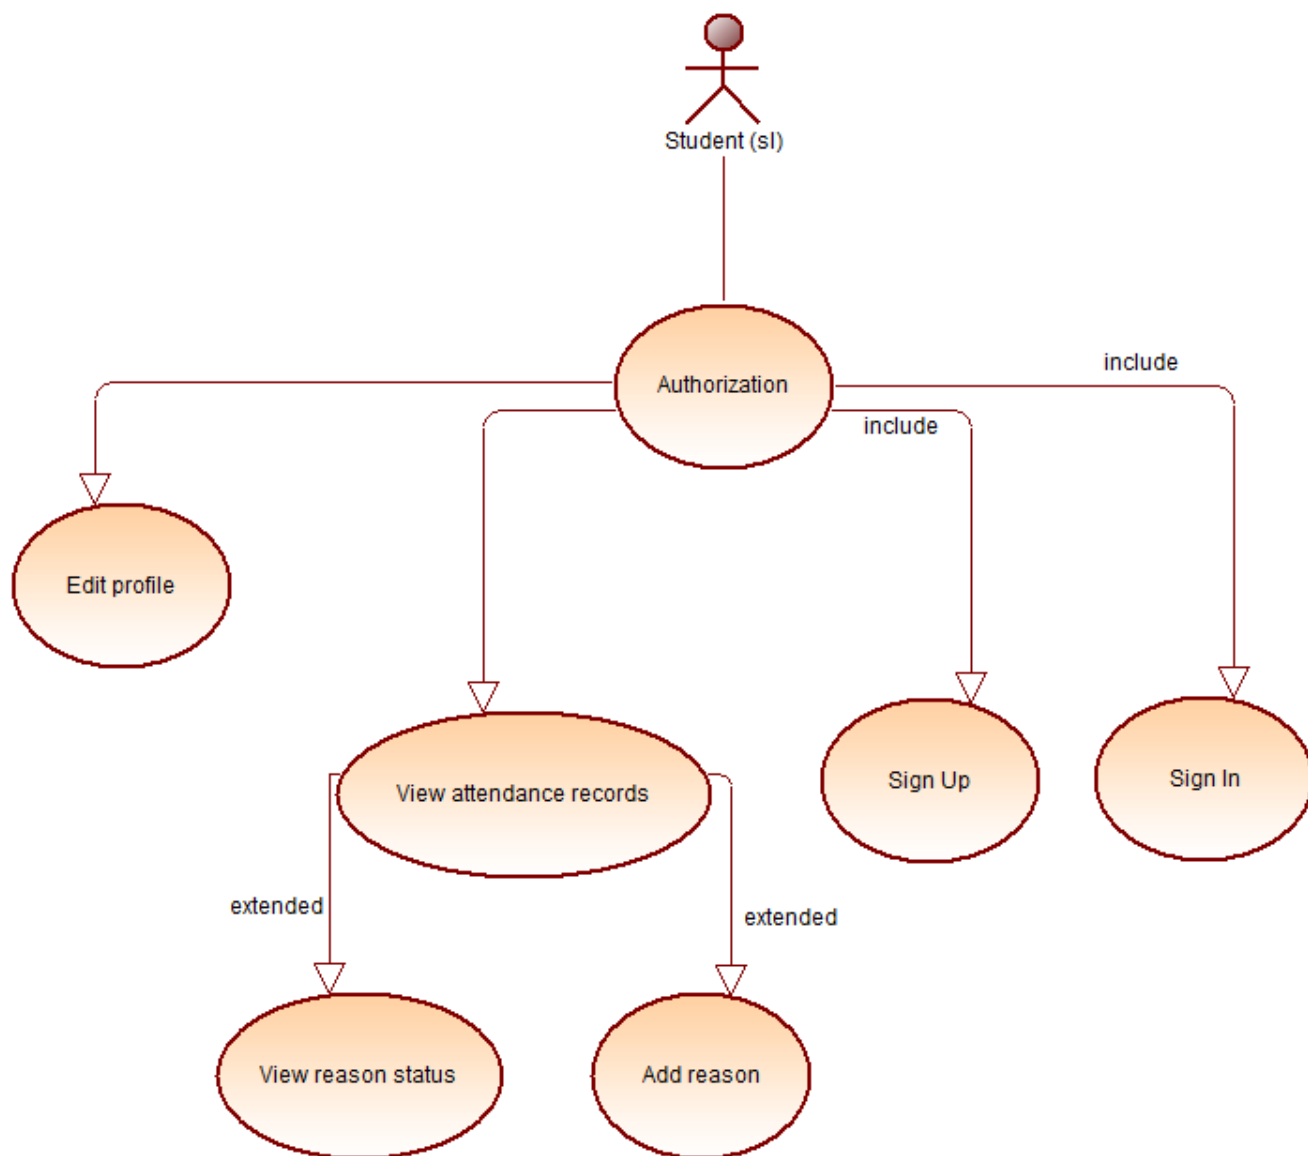 Student (sl)
Authorization
include
include
Edit profile
View attendance records
Sign Up
Sign In
extended
extended
View reason status
Add reason